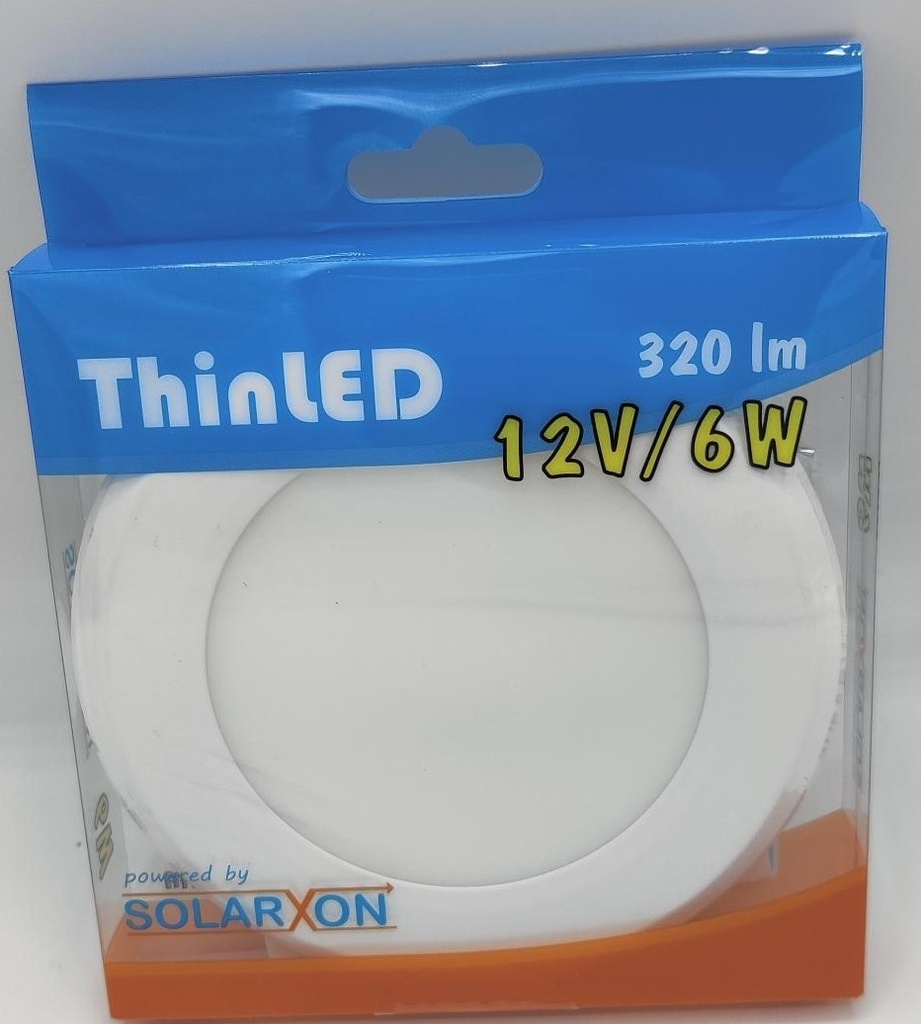 ThinLED
320 lm
12V/6W
powered by
SOLARXON